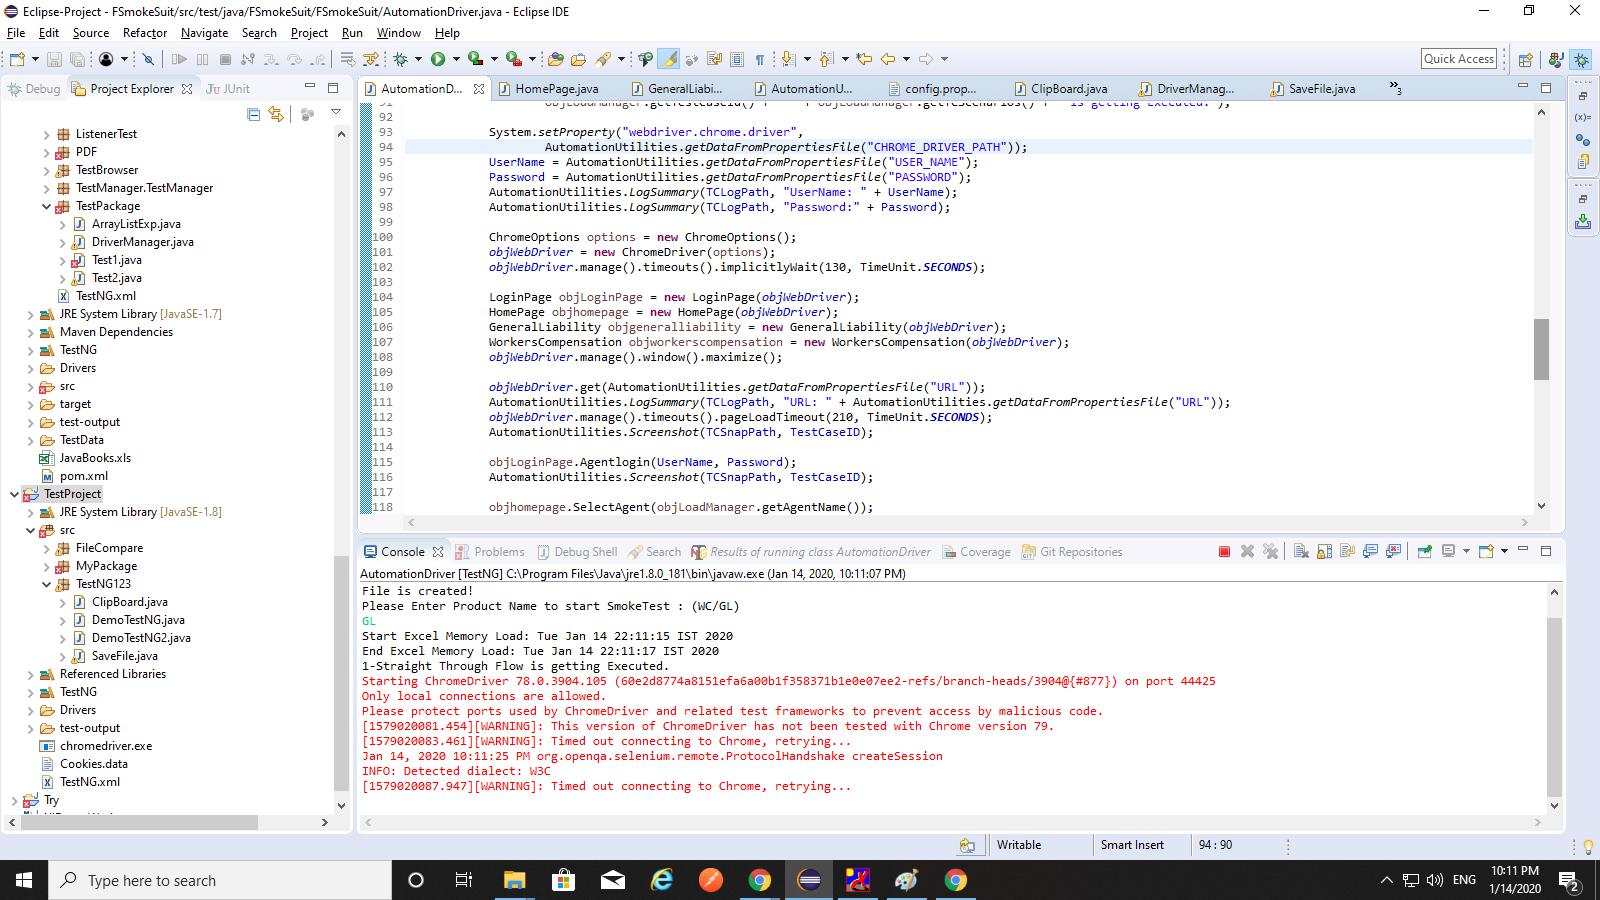 Eclipse-Project - FSmokeSuit/src/test/java/FSmokeSuit/FSmokeSuit/AutomationDriver.java - Eclipse IDE
File Edit Source Refactor Navigate Search Project Run Window Help
Quick Access
Debug Project Explorer JUnit
ListenerTest
PDF
TestBrowser
TestManager.TestManager
TestPackage
ArrayListExp.java
DriverManager.java
Test1.java
Test2.java
TestNG.xml
JRE System Library [JavaSE-1.7]
Maven Dependencies
TestNG
Drivers
src
target
test-output
TestData
JavaBooks.xls
pom.xml
TestProject
JRE System Library [JavaSE-1.8]
src
FileCompare
MyPackage
TestNG123
ClipBoard.java
DemoTestNG.java
DemoTestNG2.java
SaveFile.java
Referenced Libraries
TestNG
Drivers
test-output
chromedriver.exe
Cookies.data
TestNG.xml
Try
AutomationD... HomePage.java GeneralLiabi... AutomationU... config.prop... ClipBoard.java DriverManag... SaveFile.java »3
92
93 System.setProperty("webdriver.chrome.driver",
94 AutomationUtilities.getDataFromPropertiesFile("CHROME_DRIVER_PATH"));
95 UserName = AutomationUtilities.getDataFromPropertiesFile("USER_NAME");
96 Password = AutomationUtilities.getDataFromPropertiesFile("PASSWORD");
97 AutomationUtilities.LogSummary(TCLogPath, "UserName: " + UserName);
98 AutomationUtilities.LogSummary(TCLogPath, "Password:" + Password);
99
100 ChromeOptions options = new ChromeOptions();
101 objWebDriver = new ChromeDriver(options);
102 objWebDriver.manage().timeouts().implicitlyWait(130, TimeUnit.SECONDS);
103
104 LoginPage objLoginPage = new LoginPage(objWebDriver);
105 HomePage objhomepage = new HomePage(objWebDriver);
106 GeneralLiability objgeneralliability = new GeneralLiability(objWebDriver);
107 WorkersCompensation objworkerscompensation = new WorkersCompensation(objWebDriver);
108 objWebDriver.manage().window().maximize();
109
110 objWebDriver.get(AutomationUtilities.getDataFromPropertiesFile("URL"));
111 AutomationUtilities.LogSummary(TCLogPath, "URL: " + AutomationUtilities.getDataFromPropertiesFile("URL"));
112 objWebDriver.manage().timeouts().pageLoadTimeout(210, TimeUnit.SECONDS);
113 AutomationUtilities.Screenshot(TCSnapPath, TestCaseID);
114
115 objLoginPage.Agentlogin(UserName, Password);
116 AutomationUtilities.Screenshot(TCSnapPath, TestCaseID);
117
118 objhomepage.SelectAgent(objLoadManager.getAgentName());
Console Problems Debug Shell Search Results of running class AutomationDriver Coverage Git Repositories
AutomationDriver [TestNG] C:\Program Files\Java\jre1.8.0_181\bin\javaw.exe (Jan 14, 2020, 10:11:07 PM)
File is created!
Please Enter Product Name to start SmokeTest : (WC/GL)
GL
Start Excel Memory Load: Tue Jan 14 22:11:15 IST 2020
End Excel Memory Load: Tue Jan 14 22:11:17 IST 2020
1-Straight Through Flow is getting Executed.
Starting ChromeDriver 78.0.3904.105 (60e2d8774a8151efa6a00b1f358371b1e0e07ee2-refs/branch-heads/3904@{#877}) on port 44425
Only local connections are allowed.
Please protect ports used by ChromeDriver and related test frameworks to prevent access by malicious code.
[1579020081.454][WARNING]: This version of ChromeDriver has not been tested with Chrome version 79.
[1579020083.461][WARNING]: Timed out connecting to Chrome, retrying...
Jan 14, 2020 10:11:25 PM org.openqa.selenium.remote.ProtocolHandshake createSession
INFO: Detected dialect: W3C
[1579020087.947][WARNING]: Timed out connecting to Chrome, retrying...
Writable Smart Insert 94 : 90
Type here to search
ENG
10:11 PM
1/14/2020
2